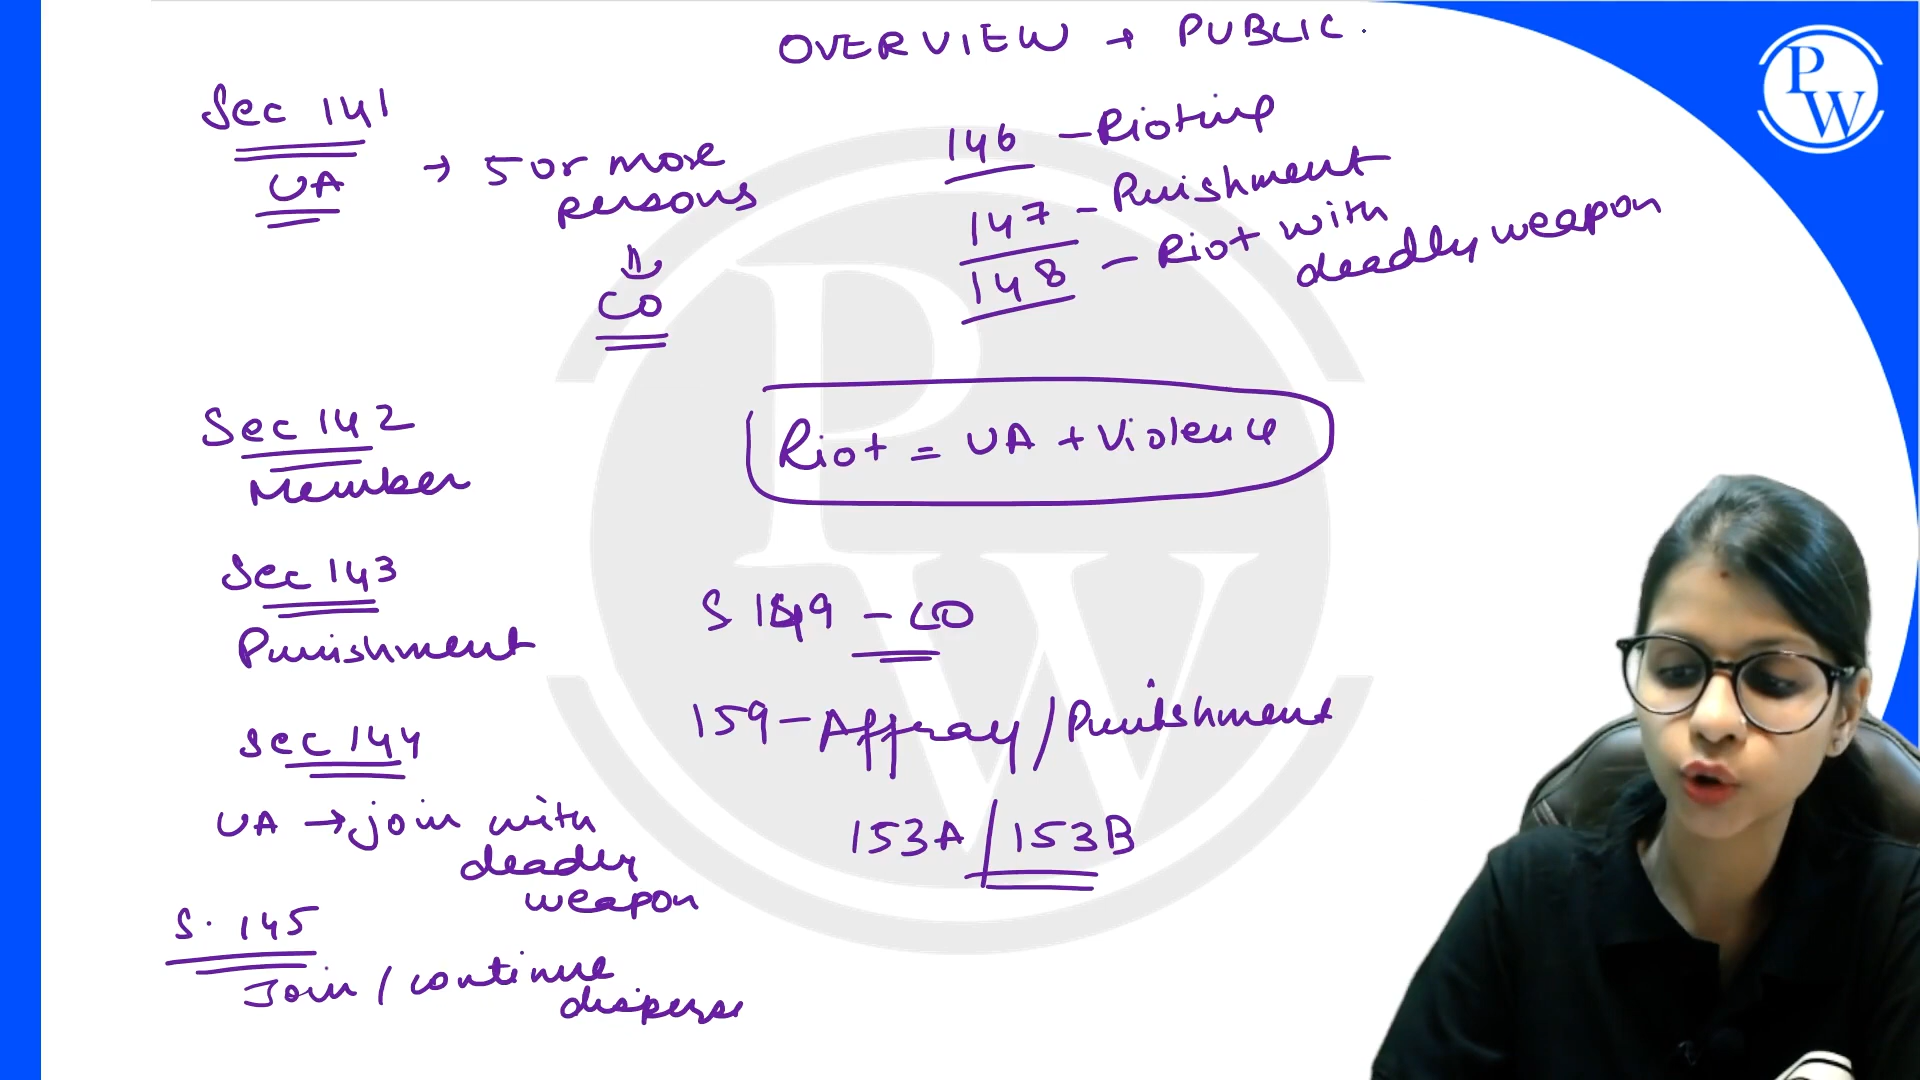 OVERVIEW → PUBLIC.
Sec 141
UA → 5 or more
persons
CO
Sec 142
Member
Sec 143
Punishment
Sec 144
UA → join with
deadly
weapon
S. 145
Join / continue
disperse
146 - Rioting
147 - Punishment
148 - Riot with
deadly weapon
Riot = UA + Violence
S 149 - CO
159 - Affray / Punishment
153A / 153B
P
W
P
W